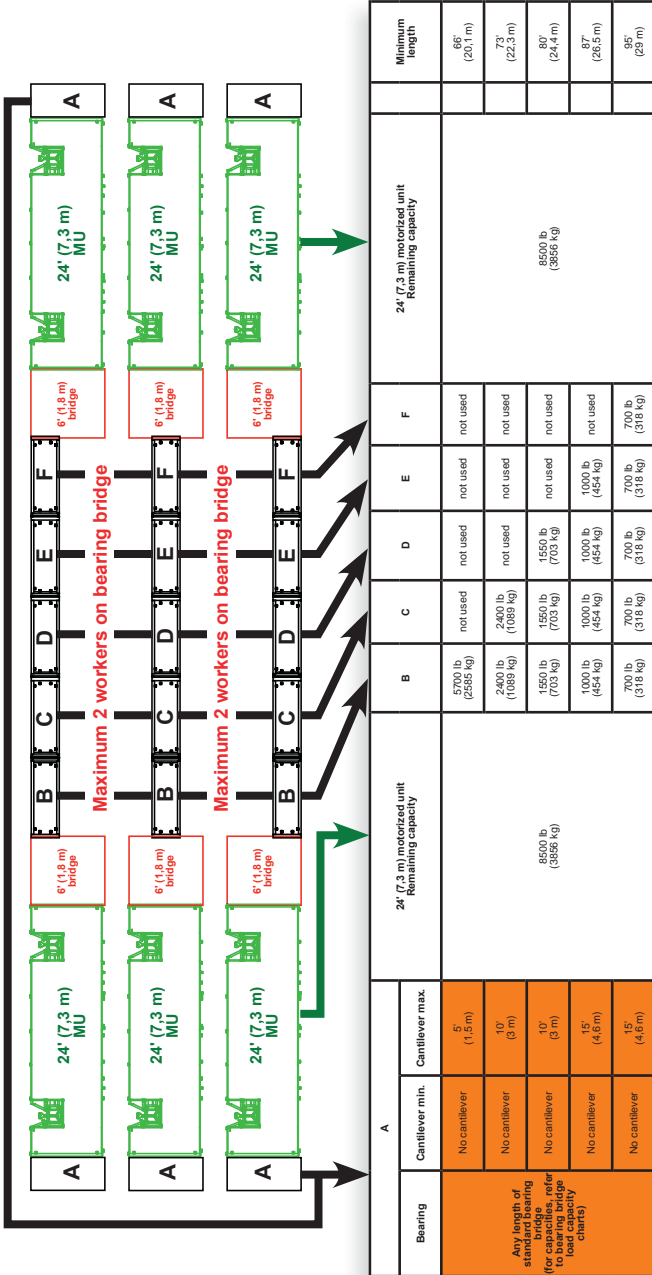 A
24' (7,3 m)
MU
6' (1,8 m)
bridge
B
C
D
E
F
6' (1,8 m)
bridge
24' (7,3 m)
MU
A
Maximum 2 workers on bearing bridge
A
24' (7,3 m)
MU
6' (1,8 m)
bridge
B
C
D
E
F
6' (1,8 m)
bridge
24' (7,3 m)
MU
A
Maximum 2 workers on bearing bridge
A
24' (7,3 m)
MU
6' (1,8 m)
bridge
B
C
D
E
F
6' (1,8 m)
bridge
24' (7,3 m)
MU
A
A
24' (7,3 m) motorized unit
Remaining capacity
B
C
D
E
F
24' (7,3 m) motorized unit
Remaining capacity
Minimum
length
Bearing
Cantilever min.
Cantilever max.
Any length of
standard bearing
bridge
(for capacities, refer
to bearing bridge
load capacity
charts)
No cantilever
5'
(1,5 m)
8500 lb
(3856 kg)
5700 lb
(2585 kg)
not used
not used
not used
not used
8500 lb
(3856 kg)
66'
(20,1 m)
No cantilever
10'
(3 m)
2400 lb
(1089 kg)
2400 lb
(1089 kg)
not used
not used
not used
73'
(22,3 m)
No cantilever
10'
(3 m)
1550 lb
(703 kg)
1550 lb
(703 kg)
1550 lb
(703 kg)
not used
not used
80'
(24,4 m)
No cantilever
15'
(4,6 m)
1000 lb
(454 kg)
1000 lb
(454 kg)
1000 lb
(454 kg)
1000 lb
(454 kg)
not used
87'
(26,5 m)
No cantilever
15'
(4,6 m)
700 lb
(318 kg)
700 lb
(318 kg)
700 lb
(318 kg)
700 lb
(318 kg)
700 lb
(318 kg)
95'
(29 m)